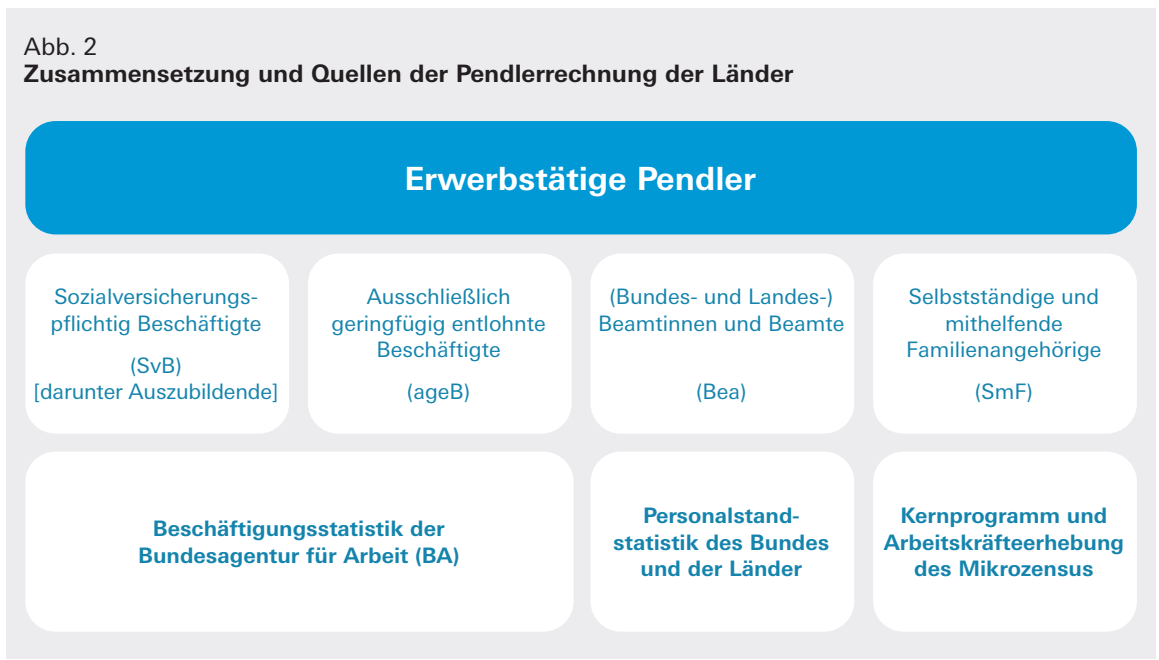 Abb. 2
Zusammensetzung und Quellen der Pendlerrechnung der Länder
Erwerbstätige Pendler
Sozialversicherungs-
pflichtig Beschäftigte
(SvB)
[darunter Auszubildende]
Ausschließlich
geringfügig entlohnte
Beschäftigte
(ageB)
(Bundes- und Landes-)
Beamtinnen und Beamte
(Bea)
Selbstständige und
mithelfende
Familienangehörige
(SmF)
Beschäftigungsstatistik der
Bundesagentur für Arbeit (BA)
Personalstand-
statistik des Bundes
und der Länder
Kernprogramm und
Arbeitskräfteerhebung
des Mikrozensus